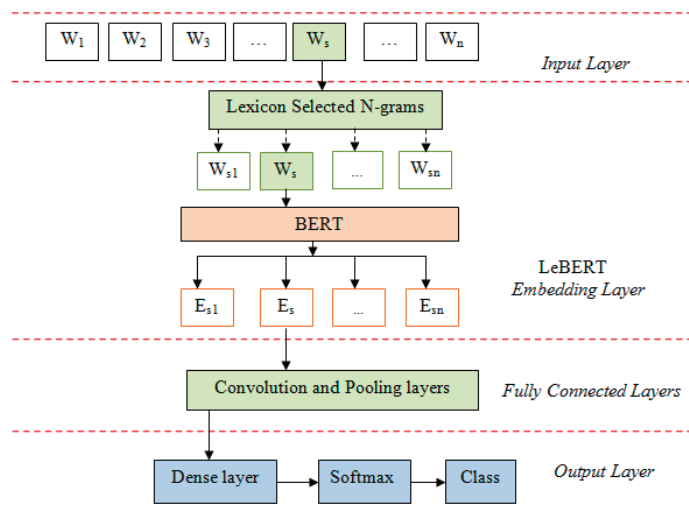 W1 W2 W3 ... Ws ... Wn
Input Layer
Lexicon Selected N-grams
Ws1 Ws ... Wsn
BERT
LeBERT
Embedding Layer
Es1 Es ... Esn
Convolution and Pooling layers
Fully Connected Layers
Dense layer Softmax Class
Output Layer